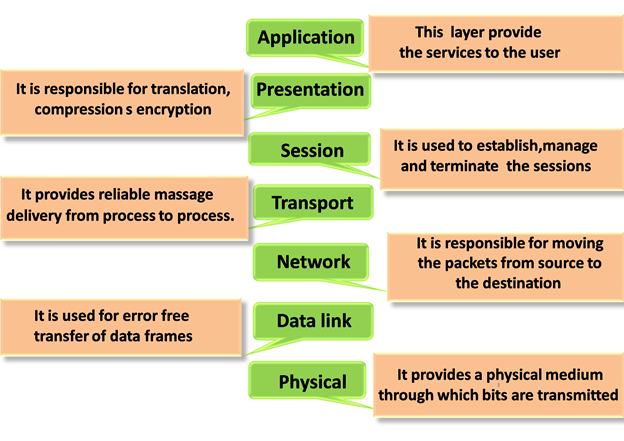 Application
This layer provide
the services to the user
Presentation
It is responsible for translation,
compression s encryption
Session
It is used to establish,manage
and terminate the sessions
Transport
It provides reliable massage
delivery from process to process.
Network
It is responsible for moving
the packets from source to
the destination
Data link
It is used for error free
transfer of data frames
Physical
It provides a physical medium
through which bits are transmitted